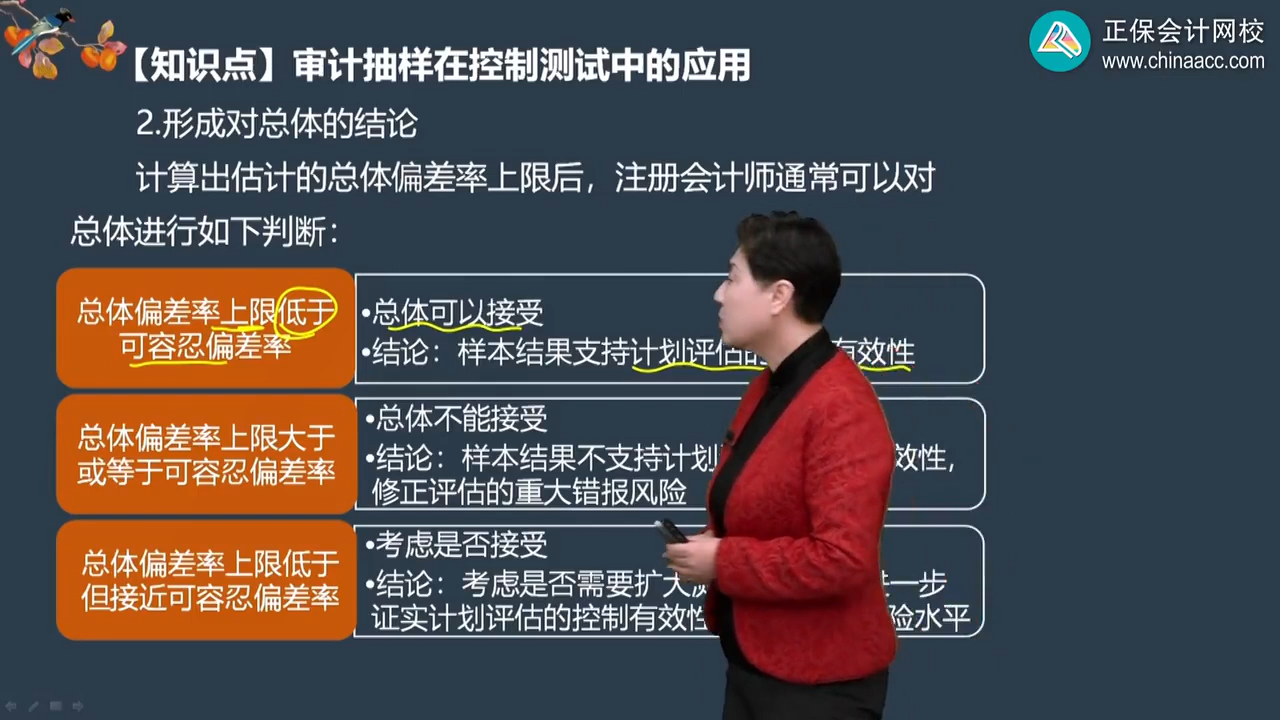 正保会计网校
www.chinaacc.com
【知识点】审计抽样在控制测试中的应用
2.形成对总体的结论
计算出估计的总体偏差率上限后，注册会计师通常可以对
总体进行如下判断：
总体偏差率上限低于
可容忍偏差率
•总体可以接受
•结论：样本结果支持计划评估的 有效性
总体偏差率上限大于
或等于可容忍偏差率
•总体不能接受
•结论：样本结果不支持计划 效性，
修正评估的重大错报风险
总体偏差率上限低于
但接近可容忍偏差率
•考虑是否接受
•结论：考虑是否需要扩大 一步
证实计划评估的控制有效性 险水平